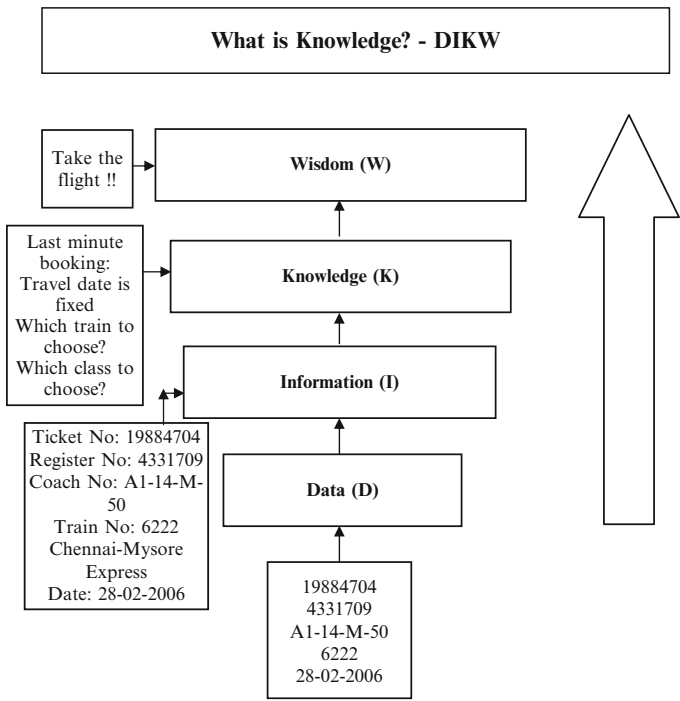 What is Knowledge? - DIKW
Take the
flight !!
Wisdom (W)
Last minute
booking:
Travel date is
fixed
Which train to
choose?
Which class to
choose?
Knowledge (K)
Information (I)
Ticket No: 19884704
Register No: 4331709
Coach No: A1-14-M-
50
Train No: 6222
Chennai-Mysore
Express
Date: 28-02-2006
Data (D)
19884704
4331709
A1-14-M-50
6222
28-02-2006